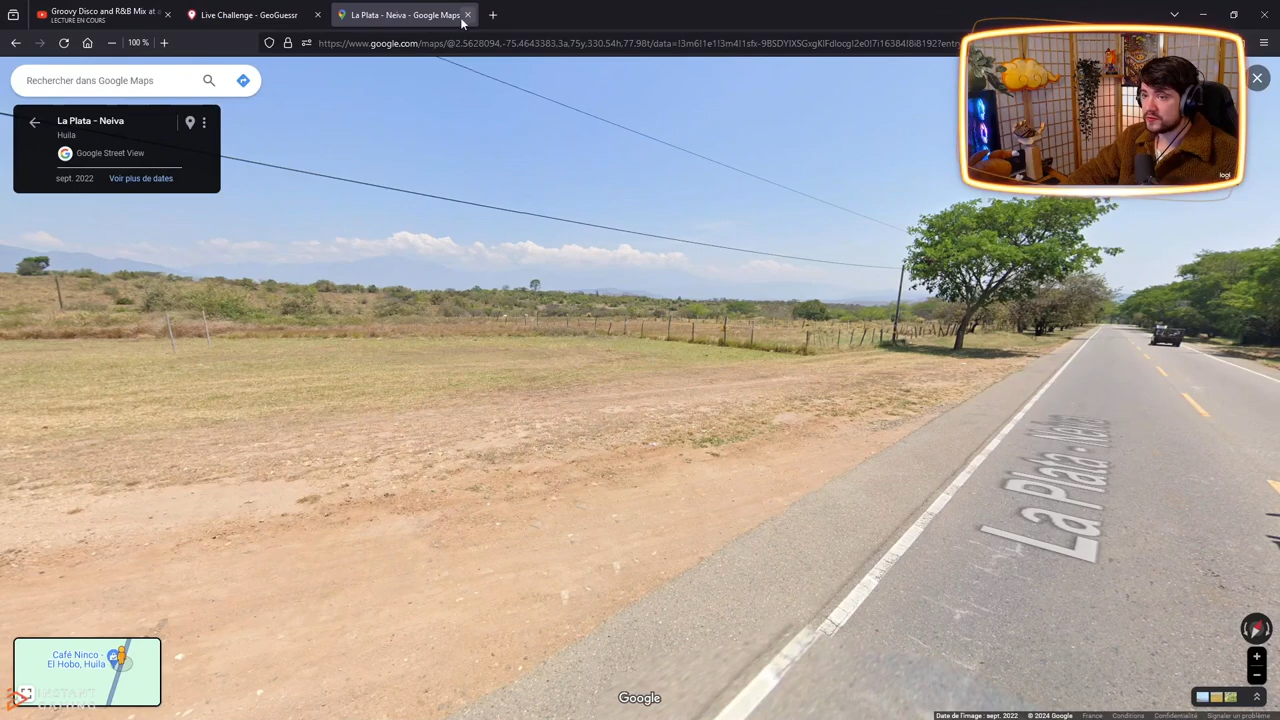 Groovy Disco and R&B Mix at a
LECTURE EN COURS
Live Challenge - GeoGuessr
La Plata - Neiva - Google Maps
100 %
https://www.google.com/maps/@2.5628094,-75.4643383,3a,75y,330.54h,77.98t/data=!3m6!1e1!3m4!1sfx-9BSDYIXSGxgKlFdlocg!2e0!7i16384!8i8192?entr
Rechercher dans Google Maps
La Plata - Neiva
Huila
Google Street View
sept. 2022 Voir plus de dates
logi
La Plata - Neiva
Café Ninco -
El Hobo, Huila
INSTANT
GAMING
Google
Date de l'image : sept. 2022 © 2024 Google France Conditions Confidentialité Signaler un problème